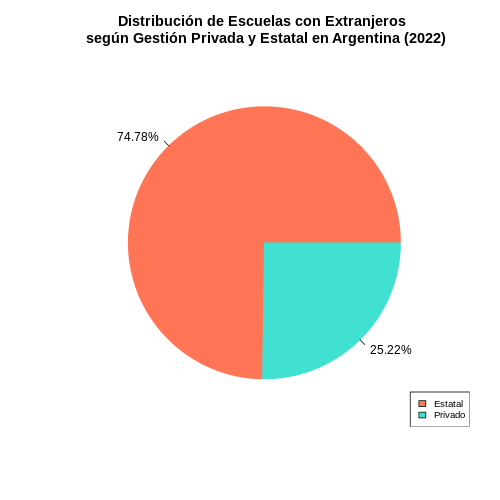 Distribución de Escuelas con Extranjeros
según Gestión Privada y Estatal en Argentina (2022)
74.78%
25.22%
Estatal
Privado